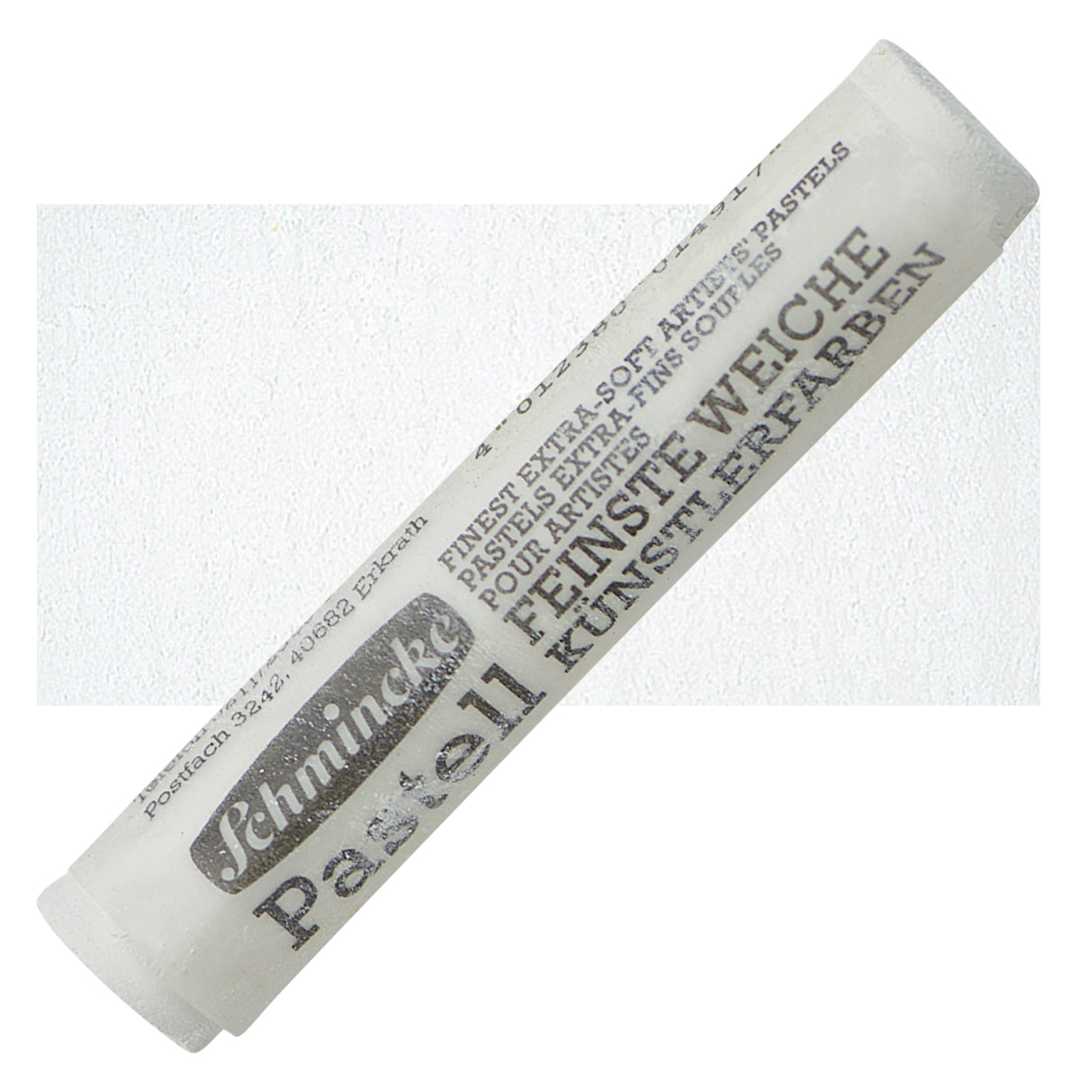 Postfach 3242, 40682 Erkrath
Schmincke
Pastell
FINEST EXTRA-SOFT ARTISTS' PASTELS
PASTELS EXTRA-FINS SOUPLES
POUR ARTISTES
FEINSTE WEICHE
KÜNSTLERFARBEN